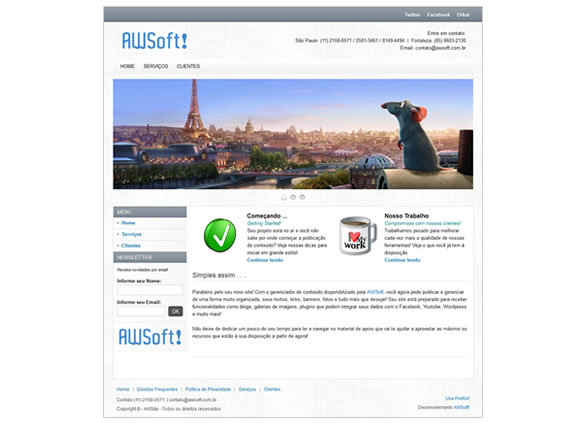 Twitter Facebook Orkut
AWSoft!
Entre em contato:
São Paulo: (11) 2158-0571 / 2501-3461 / 8149-4494 | Fortaleza: (85) 8603-2130
Email: contato@awsoft.com.br
HOME SERVIÇOS CLIENTES
MENU
Home
Serviços
Clientes
NEWSLETTER
Receba novidades por email
Informe seu Nome:
Informe seu Email:
OK
AWSoft!
Começando ...
Getting Started!
Seu projeto está no ar e você não
sabe por onde começar a publicação
do conteúdo? Veja nossas dicas para
iniciar em grande estilo!
Continue lendo
I My
work
Nosso Trabalho
Compromisso com nossos clientes!
Trabalhamos pesado para melhorar
cada vez mais a qualidade de nossas
ferramentas! Veja o que você já tem à
disposição.
Continue lendo
Simples assim . . .
Parabéns pelo seu novo site! Com o gerenciador de conteúdo disponibilizado pela AWSoft, você agora pode publicar e gerenciar
de uma forma muito organizada, seus textos, links, banners, fotos e tudo mais que desejar! Seu site está preparado para receber
funcionalidades como blogs, galerias de imagens, plugins que podem integrar seus dados com o Facebook, Youtube, Wordpress
e muito mais!
Não deixe de dedicar um pouco do seu tempo para ler e navegar no material de apoio que vai te ajudar a aproveitar ao máximo os
recursos que estão à sua disposição a partir de agora!
Home | Dúvidas Frequentes | Política de Privacidade | Serviços | Clientes
Contato (11) 2158-0571 | contato@awsoft.com.br
Copyright © - AWSite - Todos os direitos reservados
Use Firefox!
Desenvolvimento AWSoft!